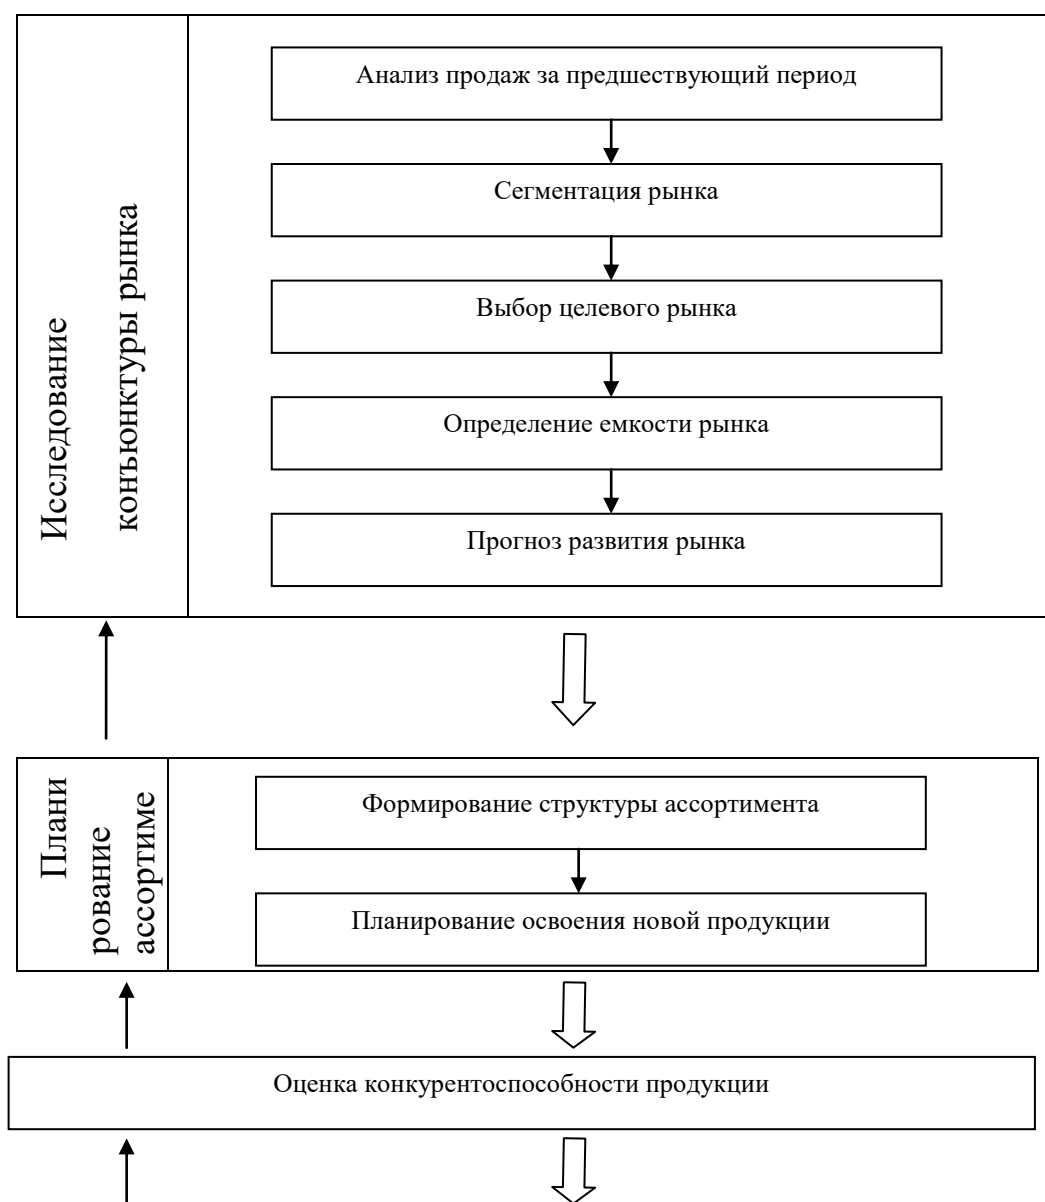 Исследование
конъюнктуры рынка
Анализ продаж за предшествующий период
Сегментация рынка
Выбор целевого рынка
Определение емкости рынка
Прогноз развития рынка
Плани
рование
ассортиме
Формирование структуры ассортимента
Планирование освоения новой продукции
Оценка конкурентоспособности продукции